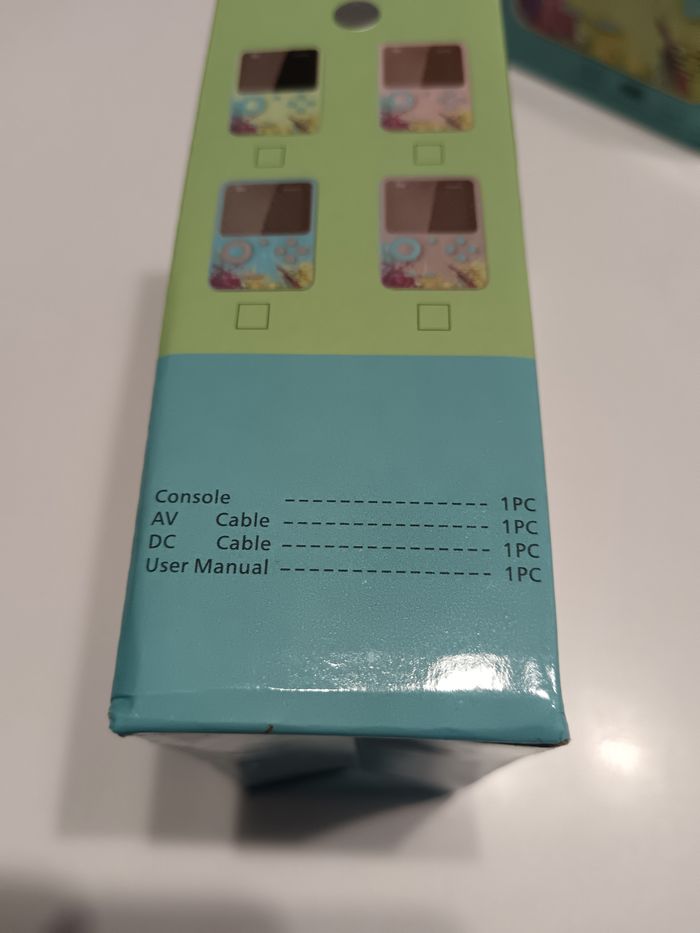 Console --------------- 1PC
AV Cable ---------------- 1PC
DC Cable ---------------- 1PC
User Manual ---------------- 1PC